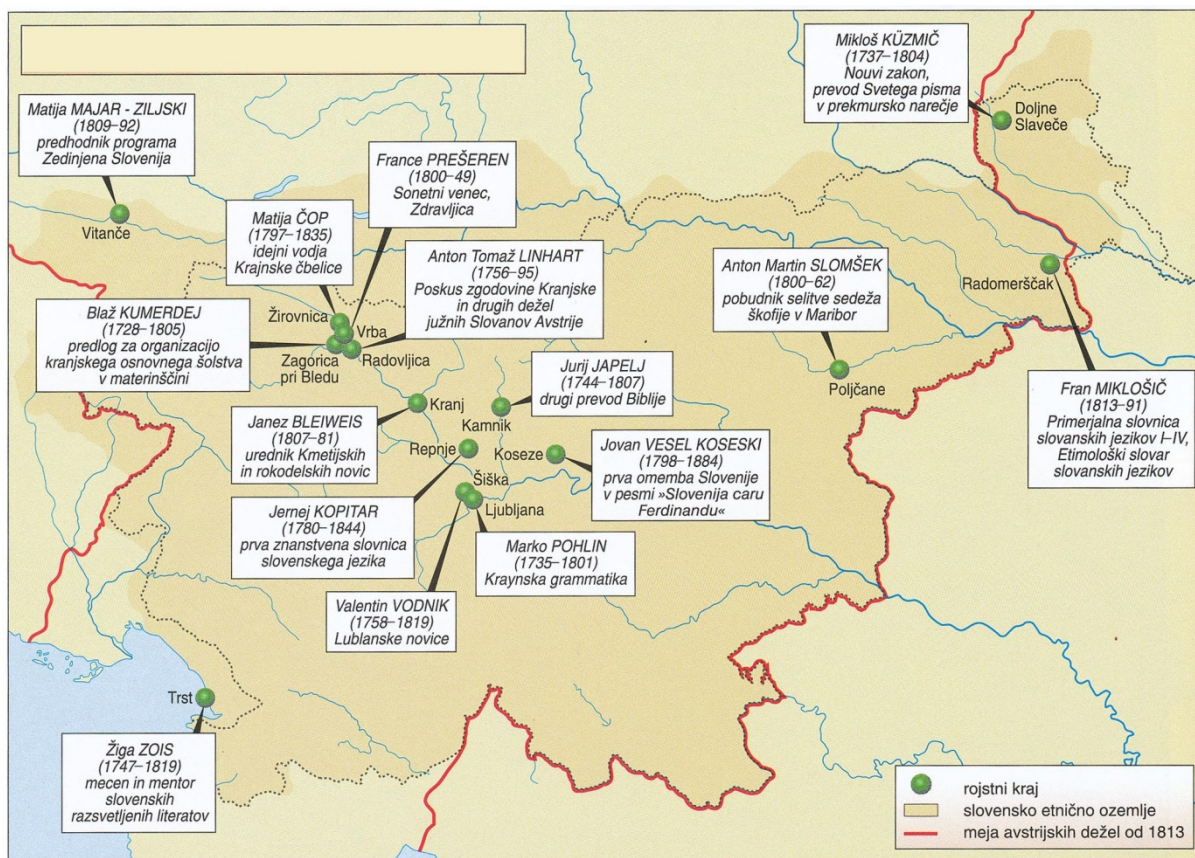 Matija MAJAR - ZILJSKI
(1809–92)
predhodnik programa
Zedinjena Slovenija
Vitanče
Mikloš KÜZMIČ
(1737–1804)
Nouvi zakon,
prevod Svetega pisma
v prekmursko narečje
Doljne
Slaveče
France PREŠEREN
(1800–49)
Sonetni venec,
Zdravljica
Vrba
Matija ČOP
(1797–1835)
idejni vodja
Krajnske čbelice
Žirovnica
Anton Tomaž LINHART
(1756–95)
Poskus zgodovine Kranjske
in drugih dežel
južnih Slovanov Avstrije
Radovljica
Blaž KUMERDEJ
(1728–1805)
predlog za organizacijo
kranjskega osnovnega šolstva
v materinščini
Zagorica
pri Bledu
Anton Martin SLOMŠEK
(1800–62)
pobudnik selitve sedeža
škofije v Maribor
Poljčane
Radomerščak
Fran MIKLOŠIČ
(1813–91)
Primerjalna slovnica
slovanskih jezikov I–IV,
Etimološki slovar
slovanskih jezikov
Jurij JAPELJ
(1744–1807)
drugi prevod Biblije
Kamnik
Janez BLEIWEIS
(1807–81)
urednik Kmetijskih
in rokodelskih novic
Kranj
Repnje
Koseze
Jovan VESEL KOSESKI
(1798–1884)
prva omemba Slovenije
v pesmi »Slovenija caru
Ferdinandu«
Šiška
Ljubljana
Jernej KOPITAR
(1780–1844)
prva znanstvena slovnica
slovenskega jezika
Marko POHLIN
(1735–1801)
Kraynska grammatika
Valentin VODNIK
(1758–1819)
Lublanske novice
Trst
Žiga ZOIS
(1747–1819)
mecen in mentor
slovenskih
razsvetljenih literatov
rojstni kraj
slovensko etnično ozemlje
meja avstrijskih dežel od 1813